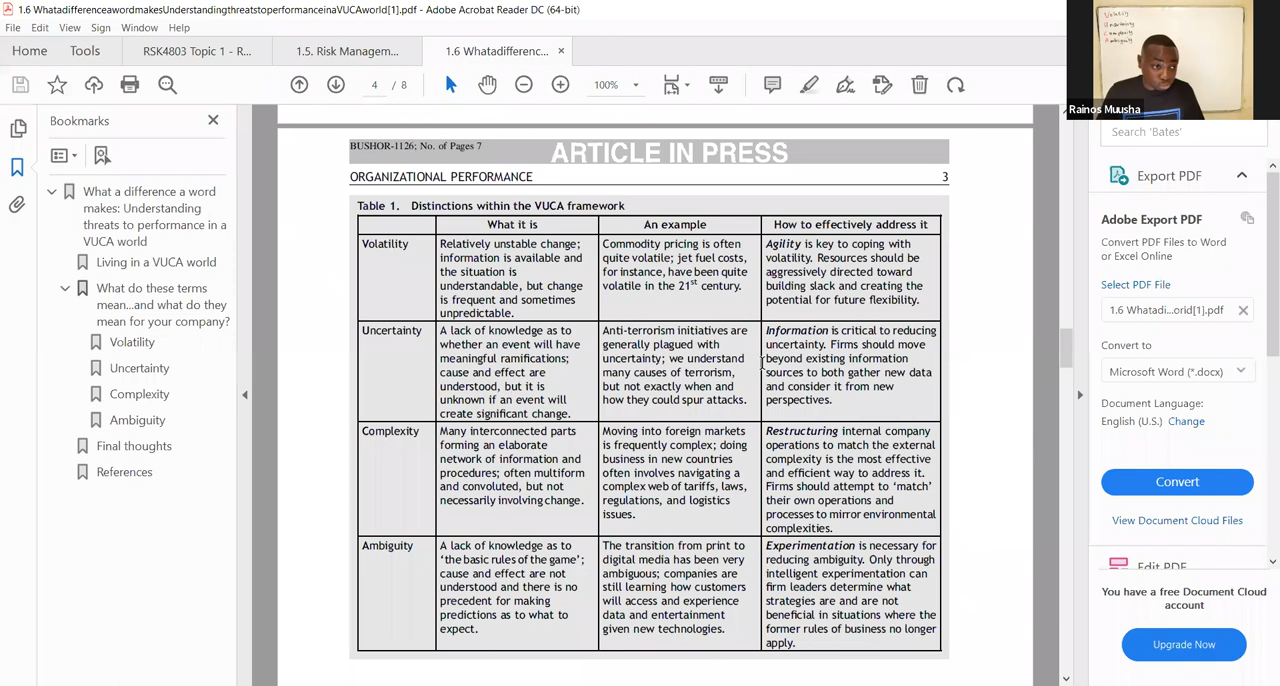 1.6 WhatadifferenceawordmakesUnderstandingthreatstoperformanceinaVUCAworld[1].pdf - Adobe Acrobat Reader DC (64-bit)
File Edit View Sign Window Help
Home Tools RSK4803 Topic 1 - R... 1.5. Risk Managem... 1.6 Whatadifferenc... ×
4 / 8 100%
Rainos Muusha
Volatility
Uncertainty
Complexity
Ambiguity
Bookmarks
What a difference a word
makes: Understanding
threats to performance in a
VUCA world
Living in a VUCA world
What do these terms
mean...and what do they
mean for your company?
Volatility
Uncertainty
Complexity
Ambiguity
Final thoughts
References
BUSHOR-1126; No. of Pages 7
ARTICLE IN PRESS
ORGANIZATIONAL PERFORMANCE 3
Table 1. Distinctions within the VUCA framework
What it is An example How to effectively address it
Volatility
Relatively unstable change;
information is available and
the situation is
understandable, but change
is frequent and sometimes
unpredictable.
Commodity pricing is often
quite volatile; jet fuel costs,
for instance, have been quite
volatile in the 21st century.
Agility is key to coping with
volatility. Resources should be
aggressively directed toward
building slack and creating the
potential for future flexibility.
Uncertainty
A lack of knowledge as to
whether an event will have
meaningful ramifications;
cause and effect are
understood, but it is
unknown if an event will
create significant change.
Anti-terrorism initiatives are
generally plagued with
uncertainty; we understand
many causes of terrorism,
but not exactly when and
how they could spur attacks.
Information is critical to reducing
uncertainty. Firms should move
beyond existing information
sources to both gather new data
and consider it from new
perspectives.
Complexity
Many interconnected parts
forming an elaborate
network of information and
procedures; often multiform
and convoluted, but not
necessarily involving change.
Moving into foreign markets
is frequently complex; doing
business in new countries
often involves navigating a
complex web of tariffs, laws,
regulations, and logistics
issues.
Restructuring internal company
operations to match the external
complexity is the most effective
and efficient way to address it.
Firms should attempt to ‘match’
their own operations and
processes to mirror environmental
complexities.
Ambiguity
A lack of knowledge as to
‘the basic rules of the game’;
cause and effect are not
understood and there is no
precedent for making
predictions as to what to
expect.
The transition from print to
digital media has been very
ambiguous; companies are
still learning how customers
will access and experience
data and entertainment
given new technologies.
Experimentation is necessary for
reducing ambiguity. Only through
intelligent experimentation can
firm leaders determine what
strategies are and are not
beneficial in situations where the
former rules of business no longer
apply.
Search 'Bates'
Export PDF
Adobe Export PDF
Convert PDF Files to Word
or Excel Online
Select PDF File
1.6 Whatadi...orld[1].pdf
Convert to
Microsoft Word (*.docx)
Document Language:
English (U.S.) Change
Convert
View Document Cloud Files
Edit PDF
You have a free Document Cloud
account
Upgrade Now